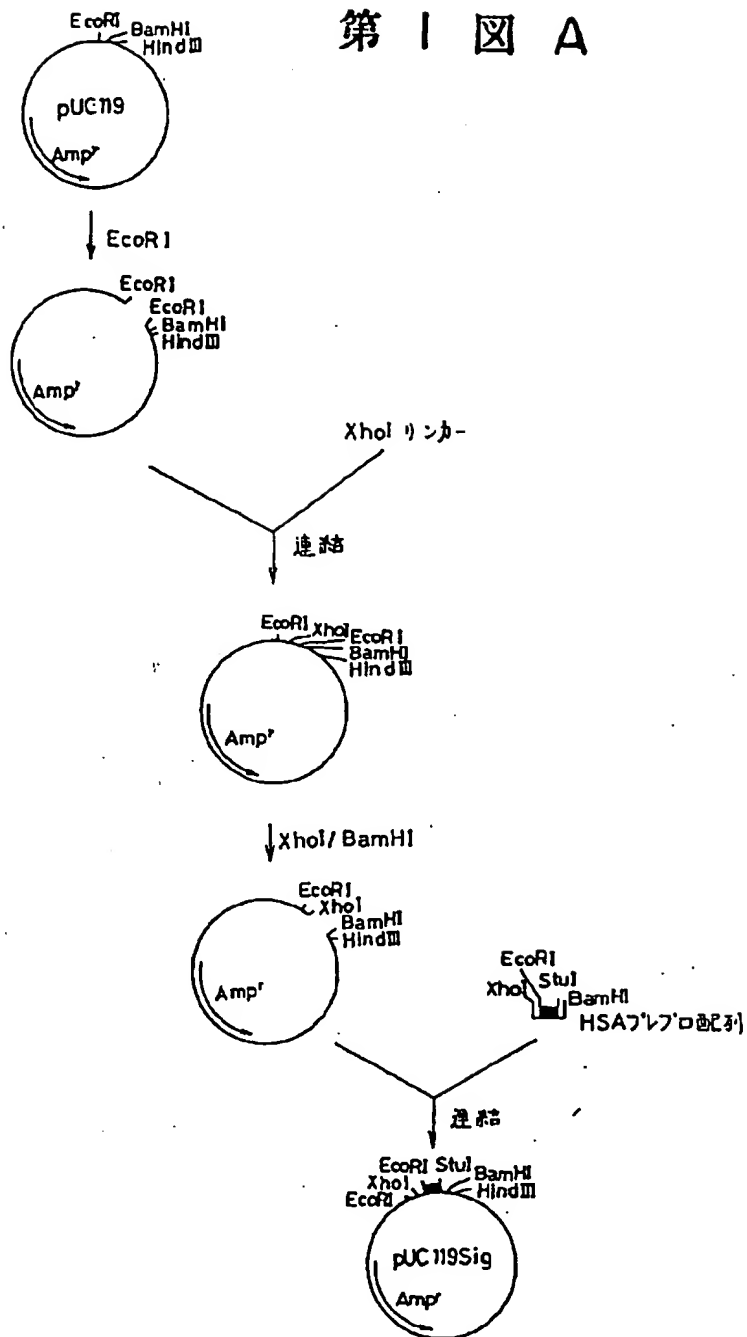 第1図A
EcoRI
BamHI
HindIII
pUC119
Ampʳ
EcoRI
EcoRI
EcoRI
BamHI
HindIII
Ampʳ
XhoIリンカー
連結
EcoRI
XhoI
EcoRI
BamHI
HindIII
Ampʳ
XhoI/BamHI
EcoRI
XhoI
BamHI
HindIII
Ampʳ
EcoRI
StuI
XhoI
BamHI
HSAプレプロ配列
連結
EcoRI StuI
XhoI
BamHI
EcoRI
HindIII
pUC119Sig
Ampʳ